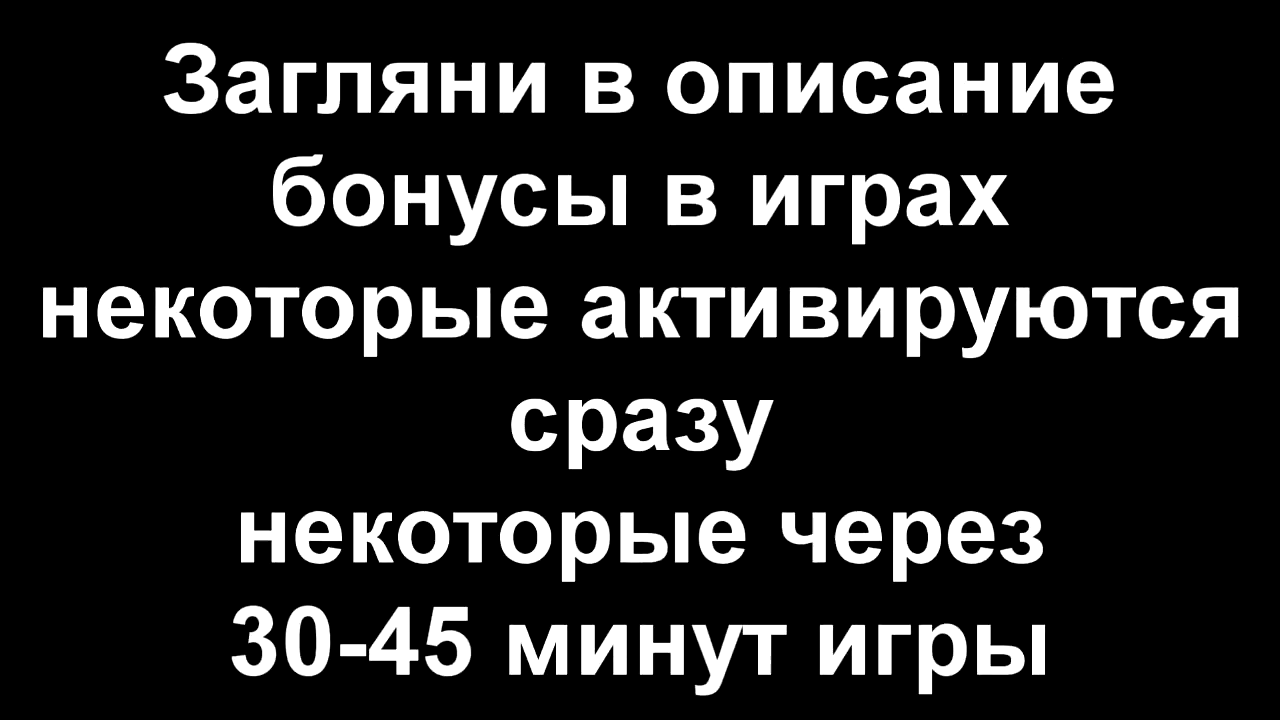 Загляни в описание
бонусы в играх
некоторые активируются
сразу
некоторые через
30-45 минут игры